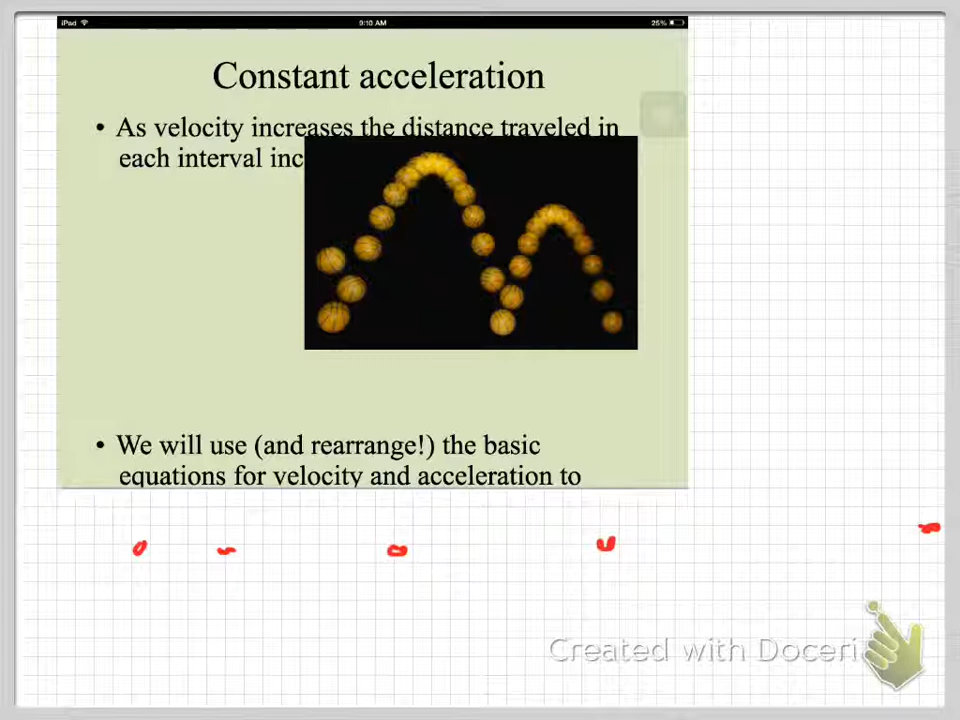 iPad 9:10 AM 25%
Constant acceleration
• As velocity increases the distance traveled in
each interval inc
• We will use (and rearrange!) the basic
equations for velocity and acceleration to
Created with Doceri